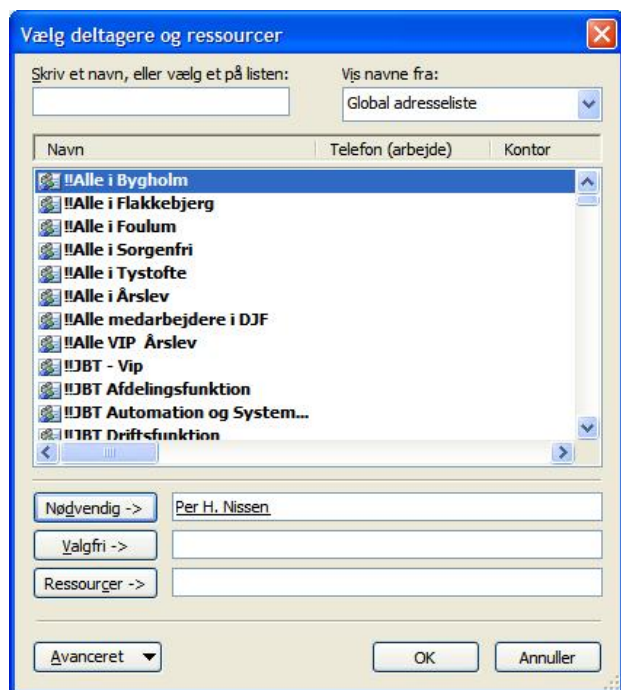 Vælg deltagere og ressourcer
Skriv et navn, eller vælg et på listen:
Vis navne fra:
Global adresseliste
Navn Telefon (arbejde) Kontor
!!Alle i Bygholm
!!Alle i Flakkebjerg
!!Alle i Foulum
!!Alle i Sorgenfri
!!Alle i Tystofte
!!Alle i Årslev
!!Alle medarbejdere i DJF
!!Alle VIP Årslev
!!JBT - Vip
!!JBT Afdelingsfunktion
!!JBT Automation og System...
!!JBT Driftsfunktion
Nødvendig -> Per H. Nissen
Valgfri ->
Ressourcer ->
Avanceret OK Annuller